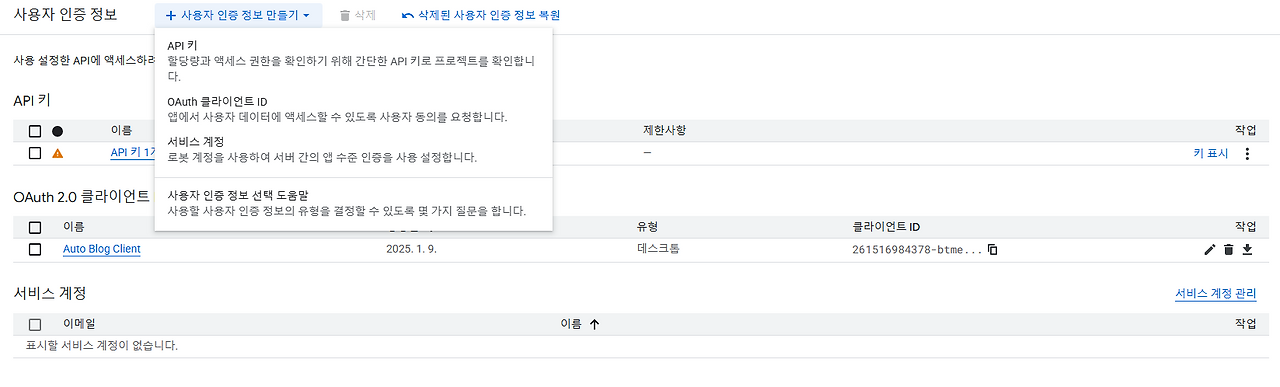 사용자 인증 정보
사용자 인증 정보 만들기
삭제
삭제된 사용자 인증 정보 복원
사용 설정한 API에 액세스하려
API 키
할당량과 액세스 권한을 확인하기 위해 간단한 API 키로 프로젝트를 확인합니
다.
OAuth 클라이언트 ID
앱에서 사용자 데이터에 액세스할 수 있도록 사용자 동의를 요청합니다.
서비스 계정
로봇 계정을 사용하여 서버 간의 앱 수준 인증을 사용 설정합니다.
사용자 인증 정보 선택 도움말
사용할 사용자 인증 정보의 유형을 결정할 수 있도록 몇 가지 질문을 합니다.
API 키
이름 제한사항 작업
API 키 1 – 키 표시
OAuth 2.0 클라이언트
이름 유형 클라이언트 ID 작업
Auto Blog Client 2025. 1. 9. 데스크톱 261516984378-btme...
서비스 계정 서비스 계정 관리
이메일 이름 작업
표시할 서비스 계정이 없습니다.